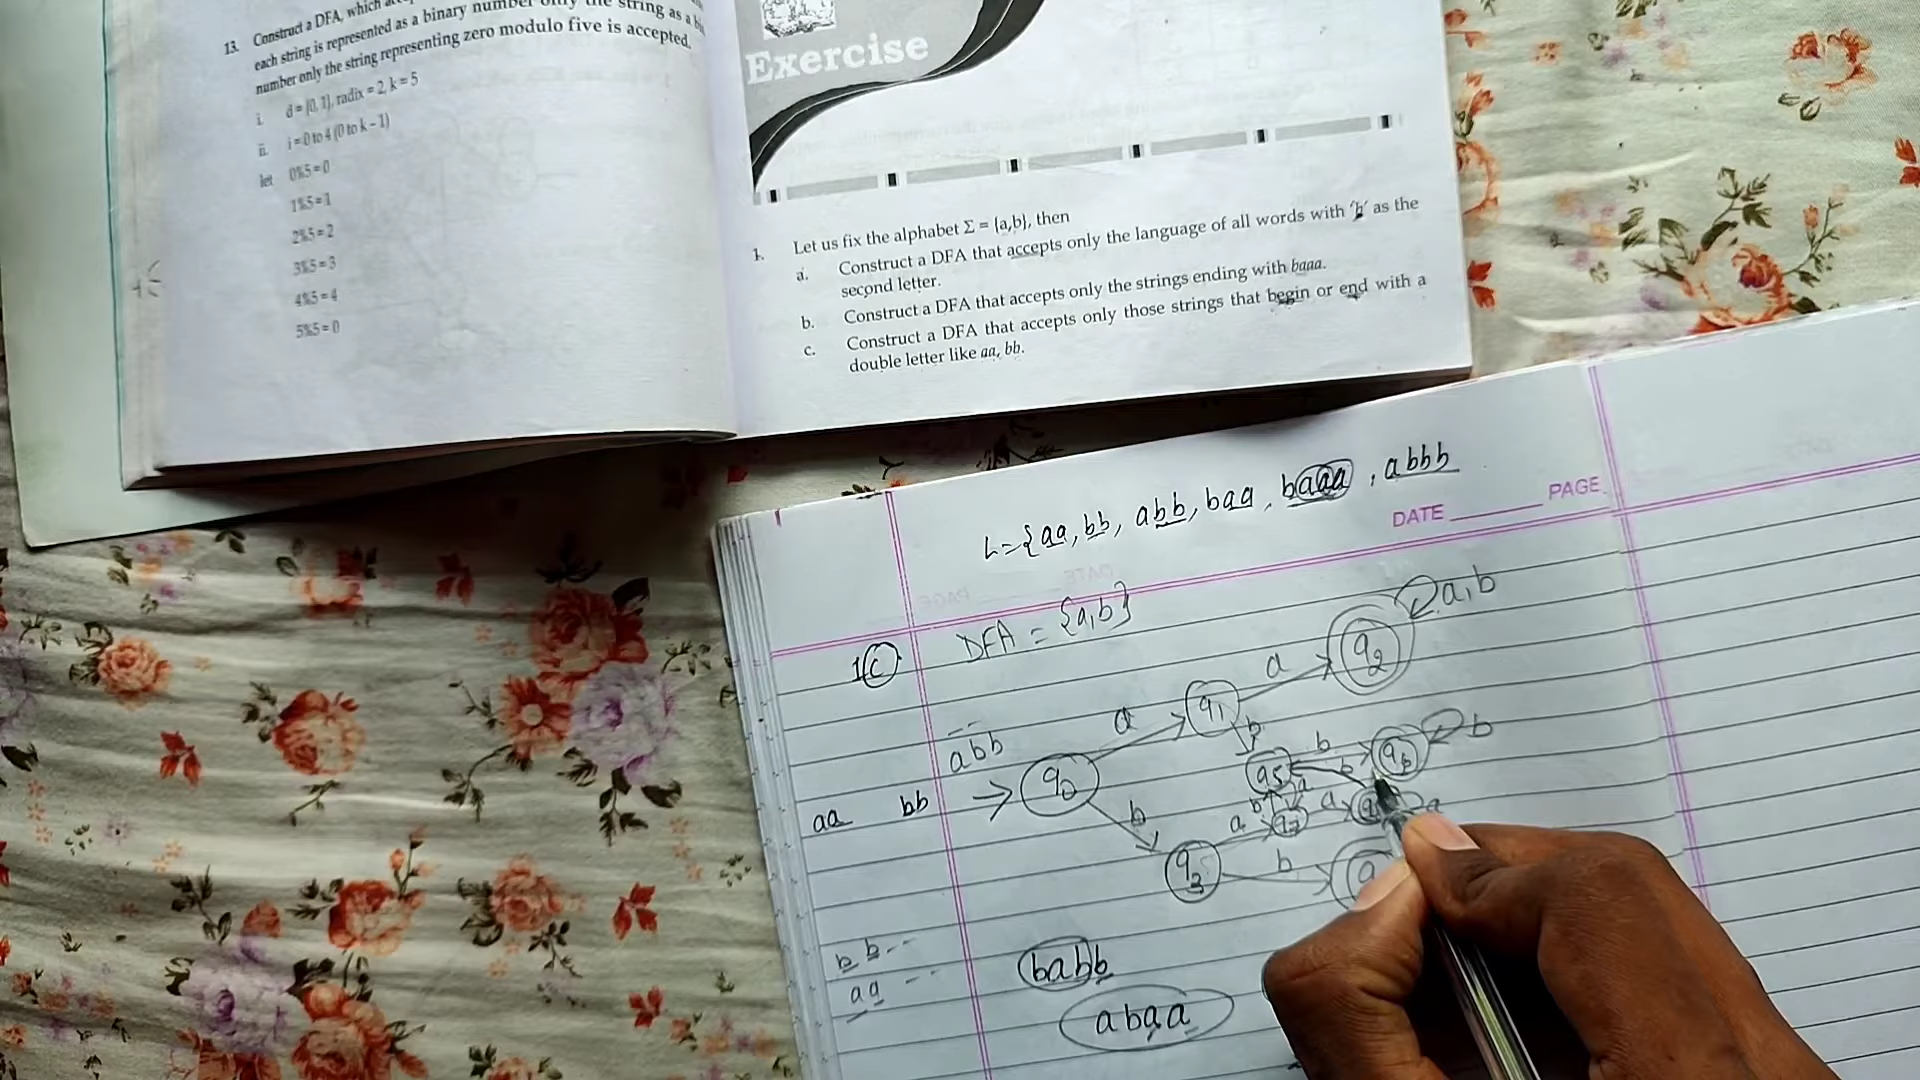 13. Construct a DFA, which
each string is represented as a binary number only the string as a
number only the string representing zero modulo five is accepted.
i. d = {0, 1}, radix = 2, k = 5
ii. i = 0 to 4 (0 to k – 1)
let 0%5 = 0
1%5 = 1
2%5 = 2
3%5 = 3
4%5 = 4
5%5 = 0
Exercise
1. Let us fix the alphabet Σ = {a,b}, then
a. Construct a DFA that accepts only the language of all words with 'b' as the
second letter.
b. Construct a DFA that accepts only the strings ending with baaa.
c. Construct a DFA that accepts only those strings that begin or end with a
double letter like aa, bb.
L={aa, bb, abb, baa, baaa, abbb
DATE PAGE
1(c) DFA = {a,b}
a,b
q2
a
q1
a
b
abb
q0
q5
b
q6
b
b
aa bb
b
a
b
q7
a
a
a
q3
b
q
bb--
aa--
babb
abaa